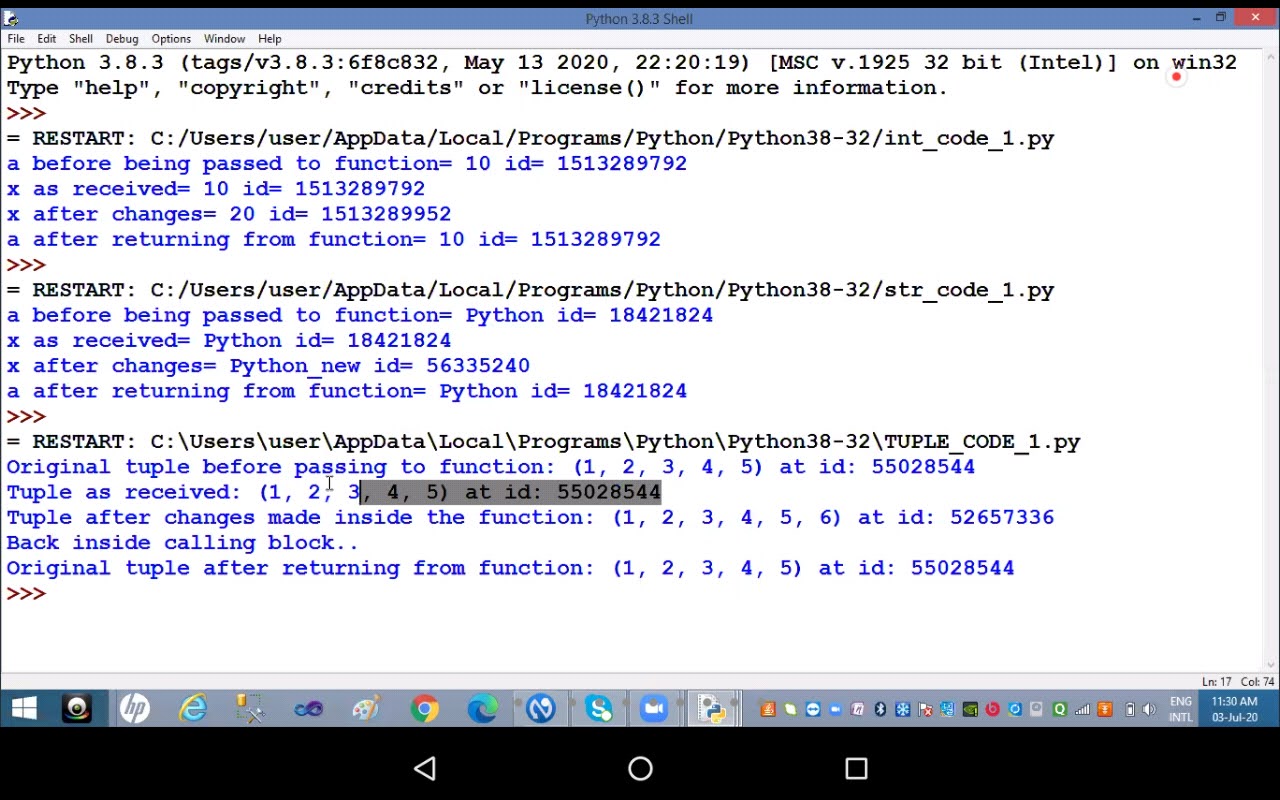 Python 3.8.3 Shell
File Edit Shell Debug Options Window Help
Python 3.8.3 (tags/v3.8.3:6f8c832, May 13 2020, 22:20:19) [MSC v.1925 32 bit (Intel)] on win32
Type "help", "copyright", "credits" or "license()" for more information.
>>>
= RESTART: C:/Users/user/AppData/Local/Programs/Python/Python38-32/int_code_1.py
a before being passed to function= 10 id= 1513289792
x as received= 10 id= 1513289792
x after changes= 20 id= 1513289952
a after returning from function= 10 id= 1513289792
>>>
= RESTART: C:/Users/user/AppData/Local/Programs/Python/Python38-32/str_code_1.py
a before being passed to function= Python id= 18421824
x as received= Python id= 18421824
x after changes= Python_new id= 56335240
a after returning from function= Python id= 18421824
>>>
= RESTART: C:\Users\user\AppData\Local\Programs\Python\Python38-32\TUPLE_CODE_1.py
Original tuple before passing to function: (1, 2, 3, 4, 5) at id: 55028544
Tuple as received: (1, 2, 3, 4, 5) at id: 55028544
Tuple after changes made inside the function: (1, 2, 3, 4, 5, 6) at id: 52657336
Back inside calling block..
Original tuple after returning from function: (1, 2, 3, 4, 5) at id: 55028544
>>>
Ln: 17 Col: 74
ENG 11:30 AM
INTL 03-Jul-20